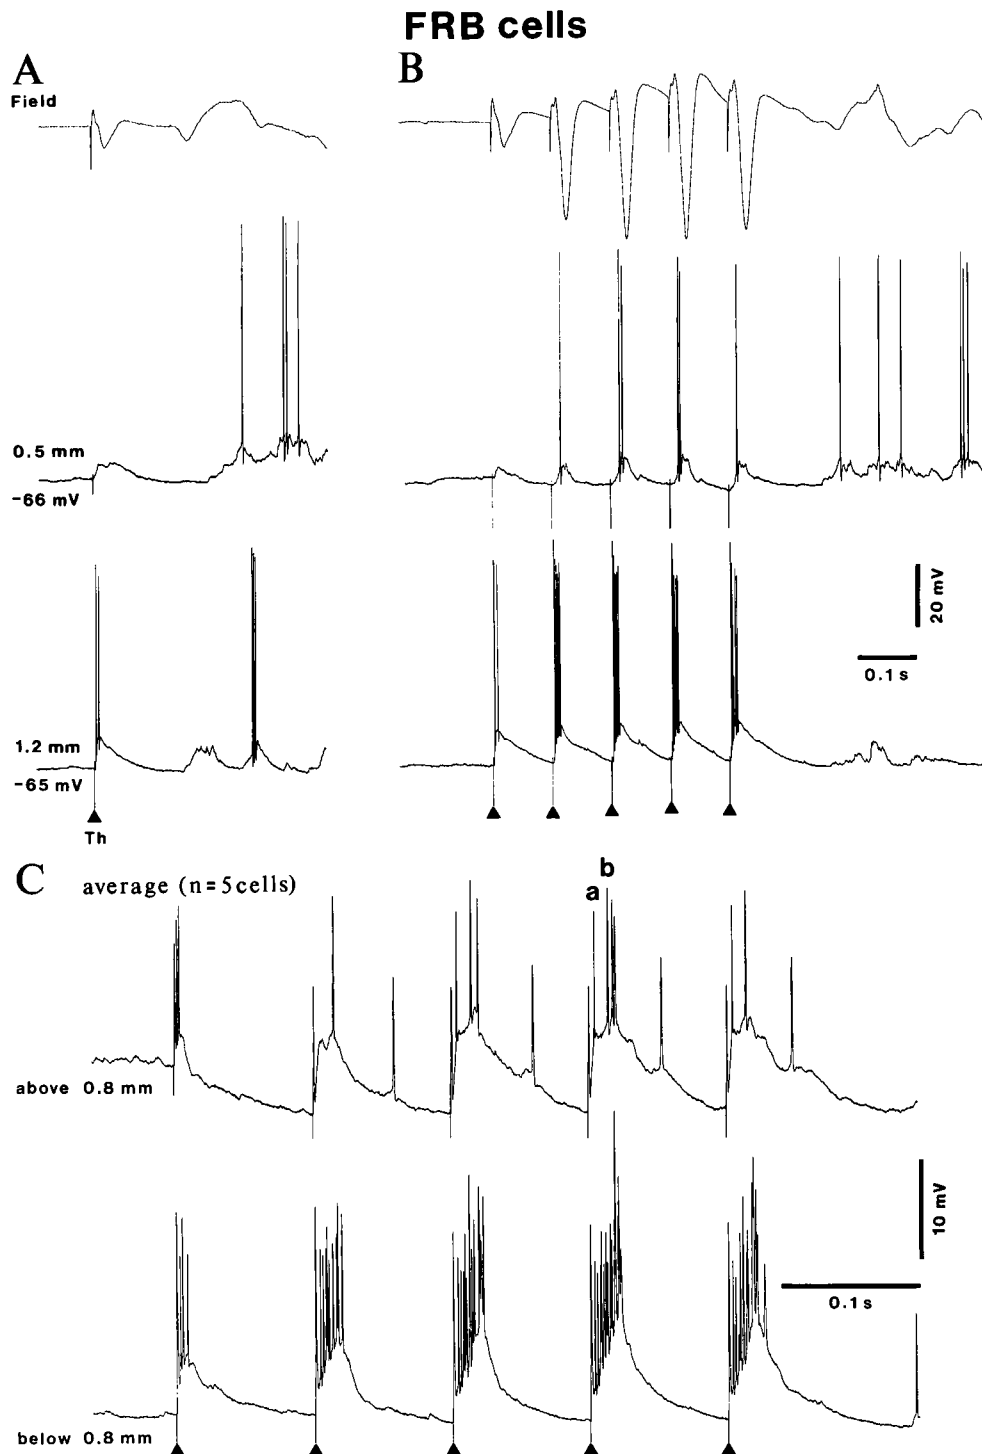 FRB cells
A
B
Field
0.5 mm
-66 mV
20 mV
0.1 s
1.2 mm
-65 mV
Th
C
average (n=5cells)
b
a
above 0.8 mm
10 mV
0.1 s
below 0.8 mm